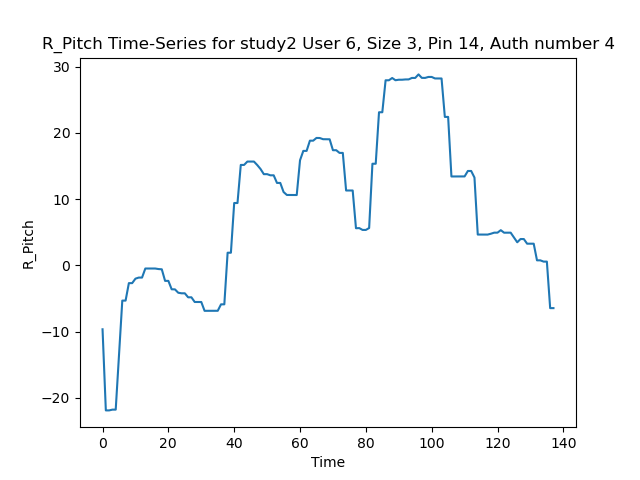 R_Pitch Time-Series for study2 User 6, Size 3, Pin 14, Auth number 4
30
20
10
0
−10
−20
R_Pitch
0 20 40 60 80 100 120 140
Time